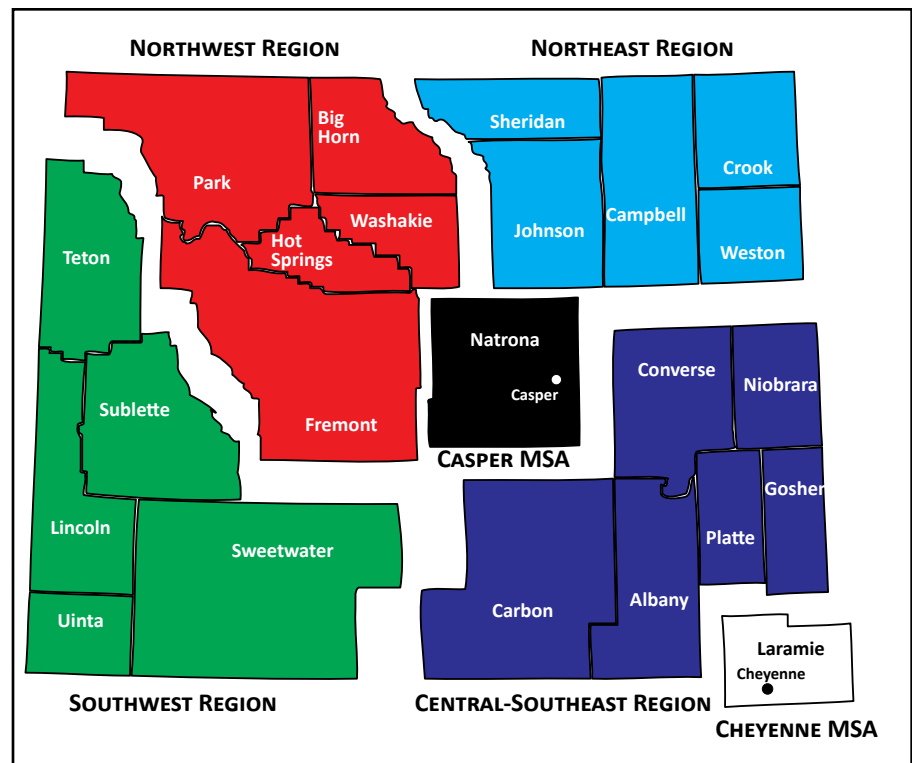 NORTHWEST REGION
NORTHEAST REGION
Big
Horn
Sheridan
Park
Crook
Washakie
Campbell
Johnson
Hot
Springs
Weston
Teton
Natrona
Casper
Converse
Niobrara
Sublette
Fremont
CASPER MSA
Gosher
Lincoln
Platte
Sweetwater
Carbon
Albany
Uinta
Laramie
Cheyenne
SOUTHWEST REGION
CENTRAL-SOUTHEAST REGION
CHEYENNE MSA